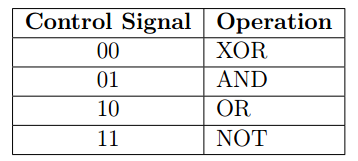 Control Signal Operation
00 XOR
01 AND
10 OR
11 NOT